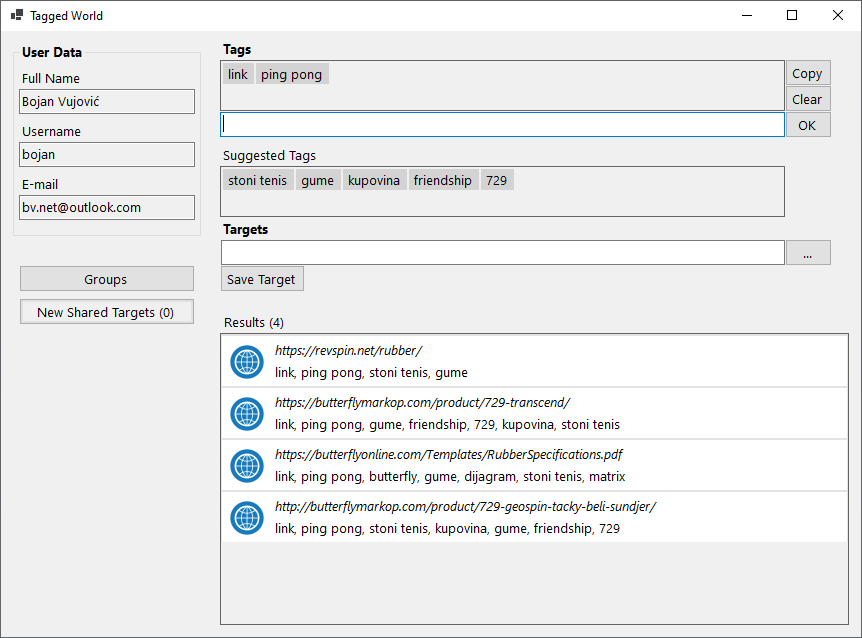 Tagged World
User Data
Full Name
Bojan Vujović
Username
bojan
E-mail
bv.net@outlook.com
Groups
New Shared Targets (0)
Tags
link ping pong
Copy
Clear
OK
Suggested Tags
stoni tenis gume kupovina friendship 729
Targets
...
Save Target
Results (4)
https://revspin.net/rubber/
link, ping pong, stoni tenis, gume
https://butterflymarkop.com/product/729-transcend/
link, ping pong, gume, friendship, 729, kupovina, stoni tenis
https://butterflyonline.com/Templates/RubberSpecifications.pdf
link, ping pong, butterfly, gume, dijagram, stoni tenis, matrix
http://butterflymarkop.com/product/729-geospin-tacky-beli-sundjer/
link, ping pong, stoni tenis, kupovina, gume, friendship, 729